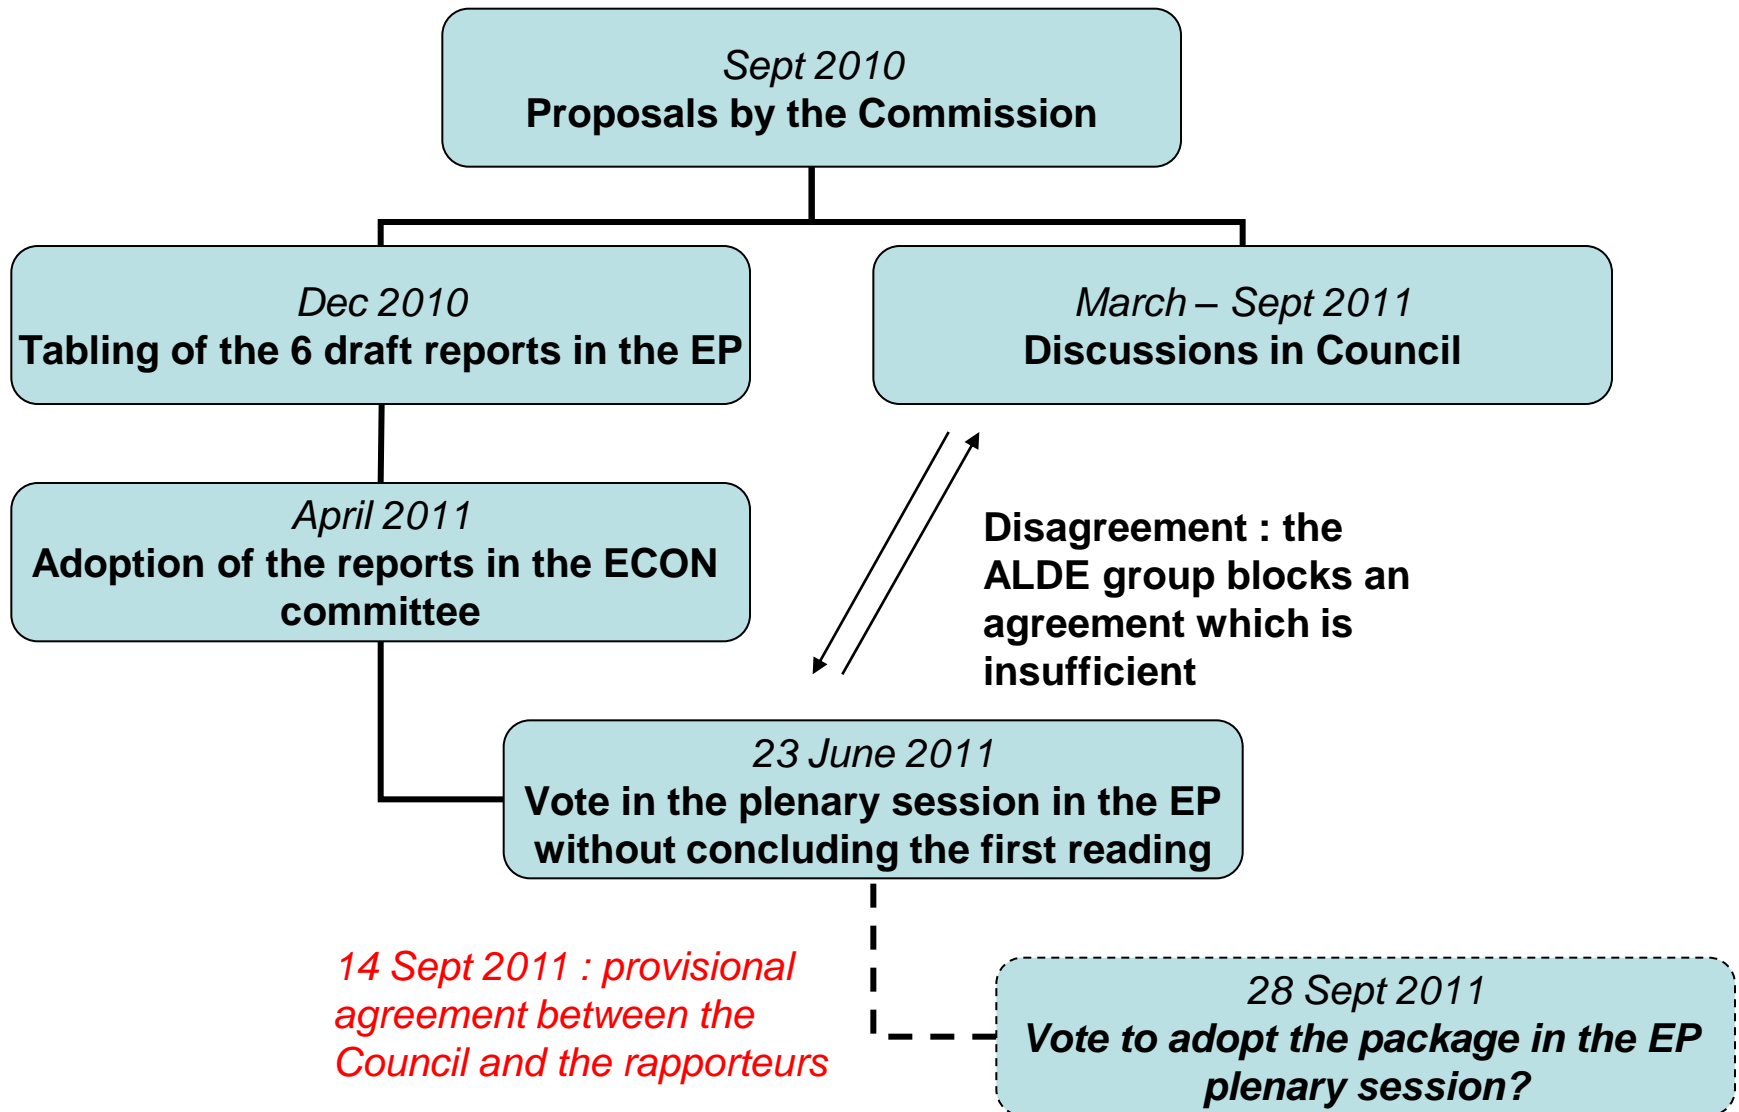 Sept 2010
Proposals by the Commission
Dec 2010
Tabling of the 6 draft reports in the EP
March – Sept 2011
Discussions in Council
April 2011
Adoption of the reports in the ECON
committee
Disagreement : the
ALDE group blocks an
agreement which is
insufficient
23 June 2011
Vote in the plenary session in the EP
without concluding the first reading
14 Sept 2011 : provisional
agreement between the
Council and the rapporteurs
28 Sept 2011
Vote to adopt the package in the EP
plenary session?